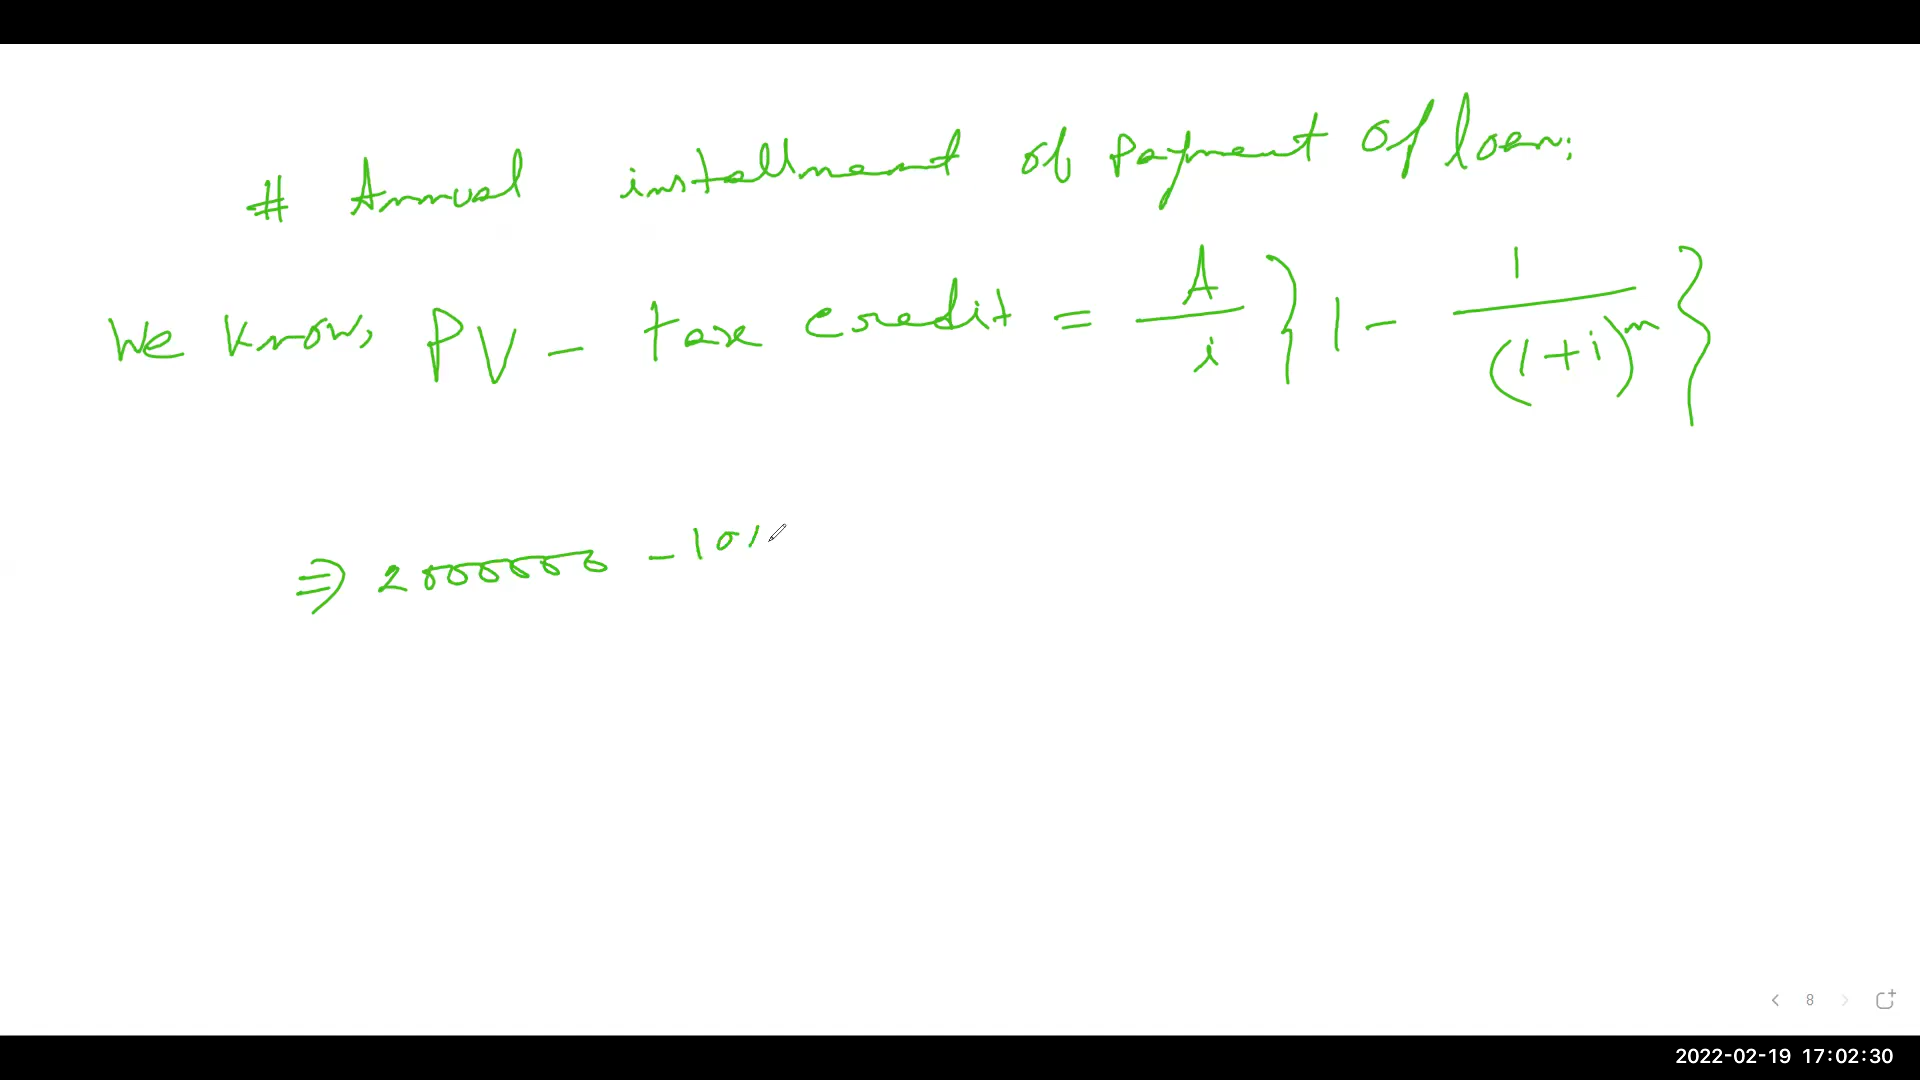 # Annual installment of payment of loan:
We know, PV - tax credit = A/i {1 - 1/(1+i)^n}
⇒ 2000000 - 10%
8
2022-02-19 17:02:30